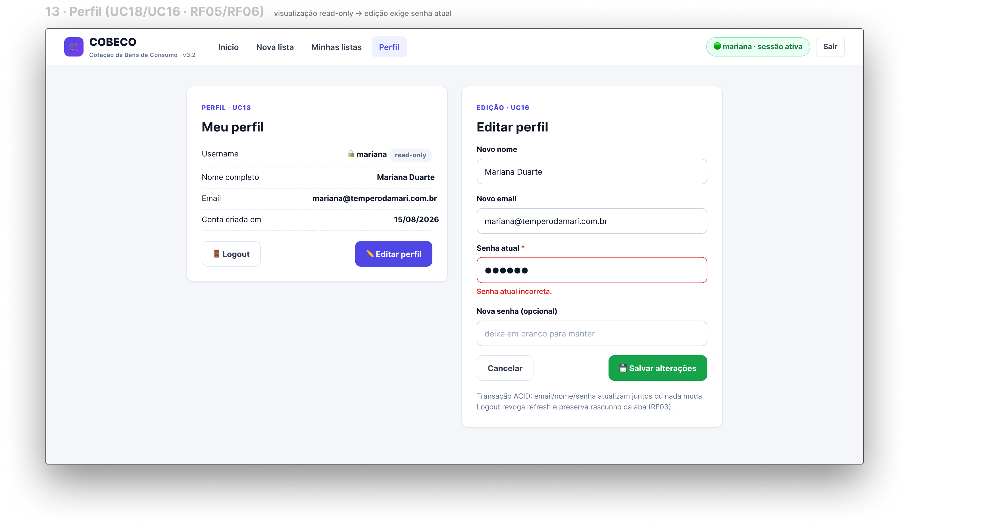 13 · Perfil (UC18/UC16 · RF05/RF06) visualização read-only → edição exige senha atual
COBECO
Cotação de Bens de Consumo · v3.2
Início
Nova lista
Minhas listas
Perfil
mariana · sessão ativa
Sair
PERFIL · UC18
Meu perfil
Username mariana read-only
Nome completo Mariana Duarte
Email mariana@temperodamari.com.br
Conta criada em 15/08/2026
Logout
Editar perfil
EDIÇÃO · UC16
Editar perfil
Novo nome
Mariana Duarte
Novo email
mariana@temperodamari.com.br
Senha atual *
●●●●●●
Senha atual incorreta.
Nova senha (opcional)
deixe em branco para manter
Cancelar
Salvar alterações
Transação ACID: email/nome/senha atualizam juntos ou nada muda.
Logout revoga refresh e preserva rascunho da aba (RF03).